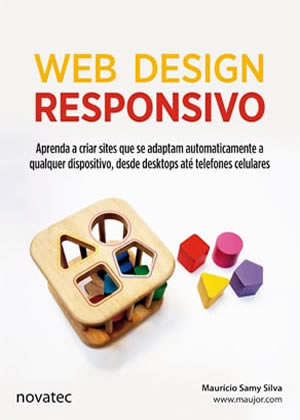 WEB DESIGN
RESPONSIVO
Aprenda a criar sites que se adaptam automaticamente a
qualquer dispositivo, desde desktops até telefones celulares
Maurício Samy Silva
www.maujor.com
novatec